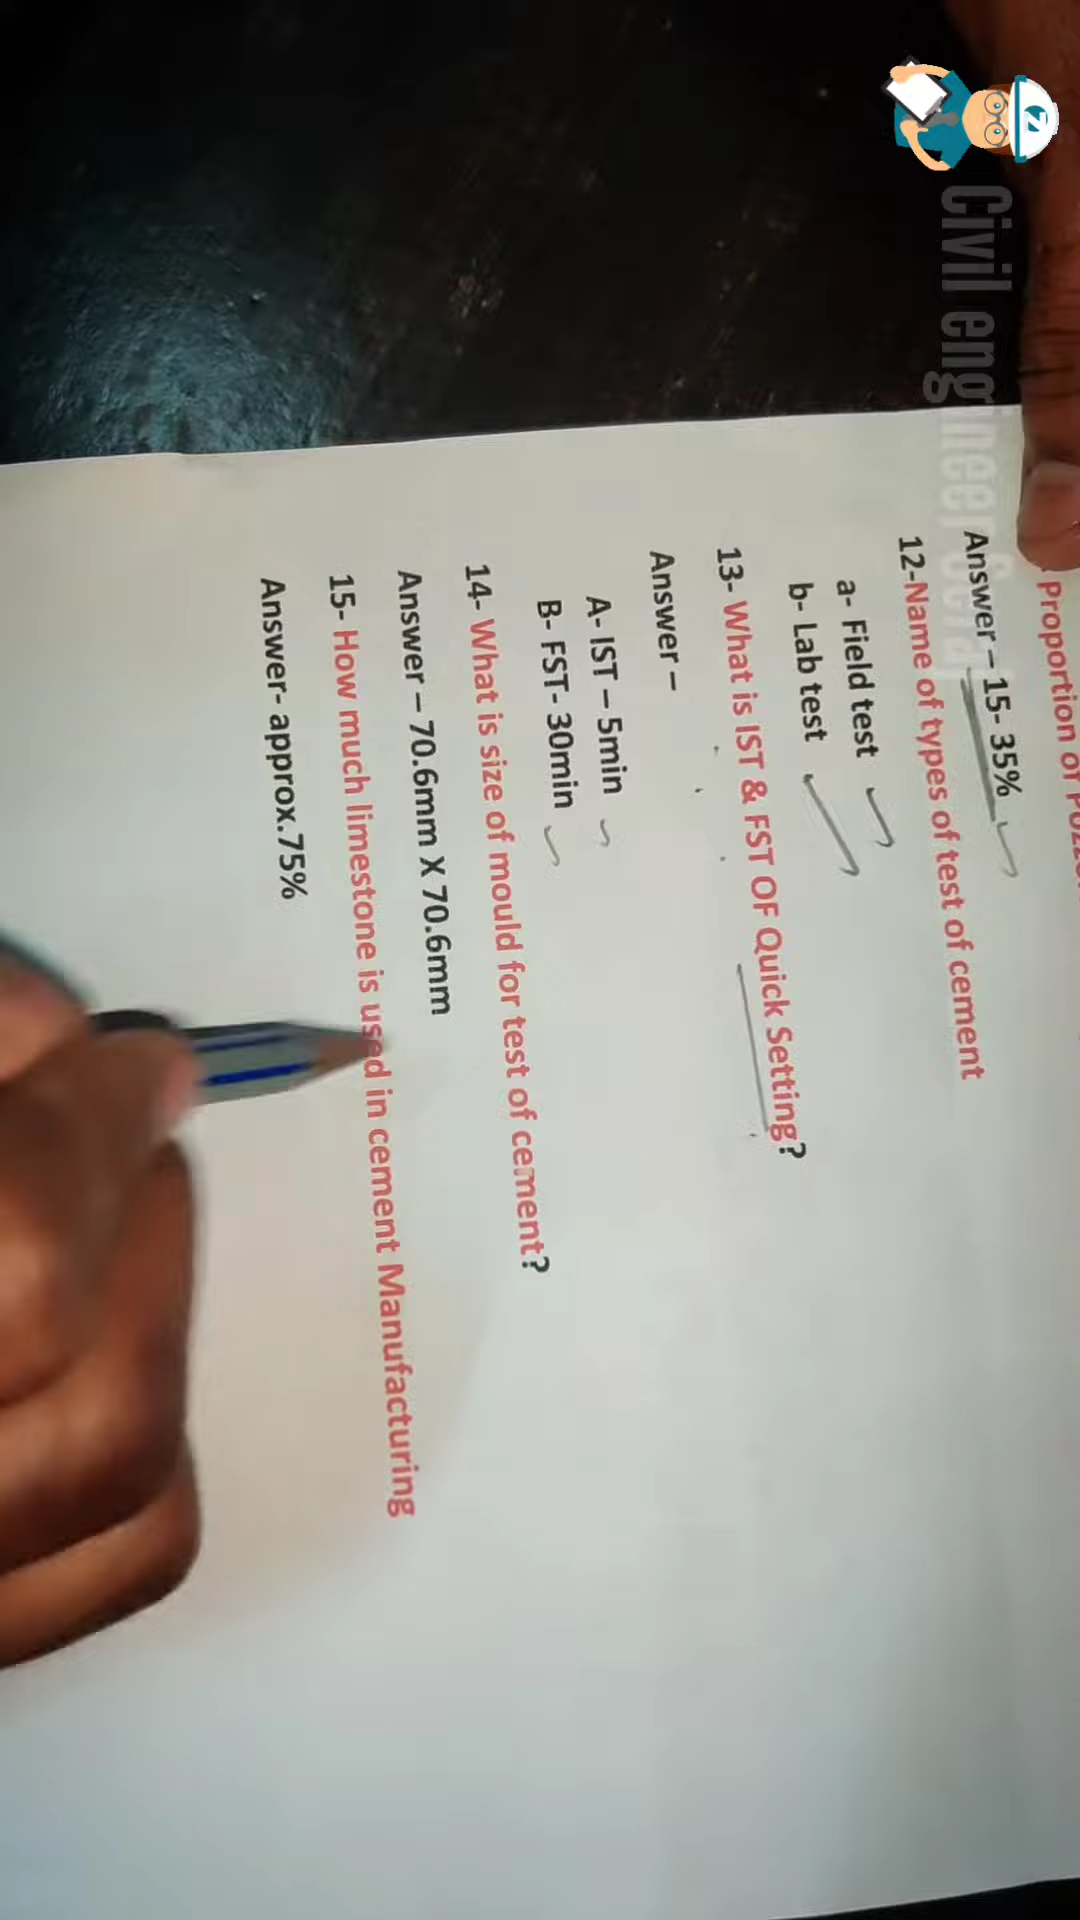 Civil engineer
Proportion of
Answer – 15- 35%
12-Name of types of test of cement
a- Field test
b- Lab test
13- What is IST & FST OF Quick Setting?
Answer –
A- IST – 5min
B- FST- 30min
14- What is size of mould for test of cement?
Answer – 70.6mm X 70.6mm
15- How much limestone is used in cement Manufacturing
Answer- approx.75%